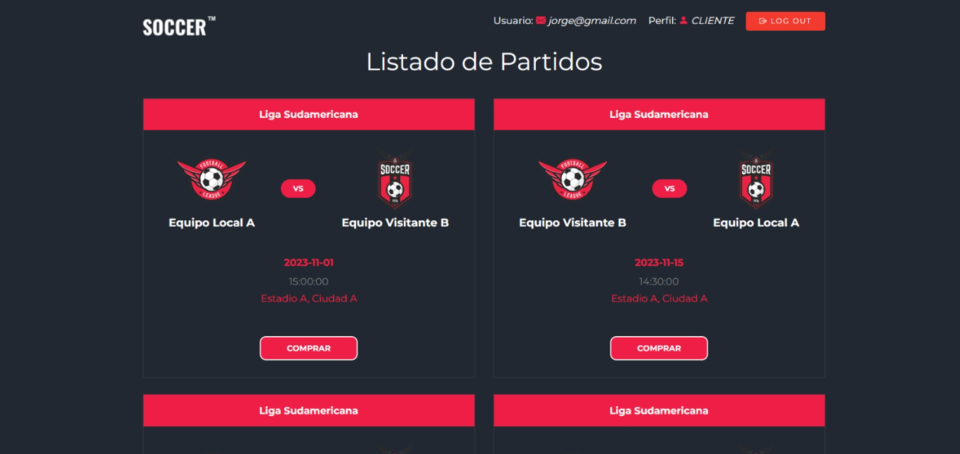 SOCCER™
Usuario: jorge@gmail.com Perfil: CLIENTE LOG OUT
Listado de Partidos
Liga Sudamericana
FOOTBALL
LEAGUE
VS
SOCCER
Equipo Local A
Equipo Visitante B
2023-11-01
15:00:00
Estadio A, Ciudad A
COMPRAR
Liga Sudamericana
FOOTBALL
LEAGUE
VS
SOCCER
Equipo Visitante B
Equipo Local A
2023-11-15
14:30:00
Estadio A, Ciudad A
COMPRAR
Liga Sudamericana
Liga Sudamericana